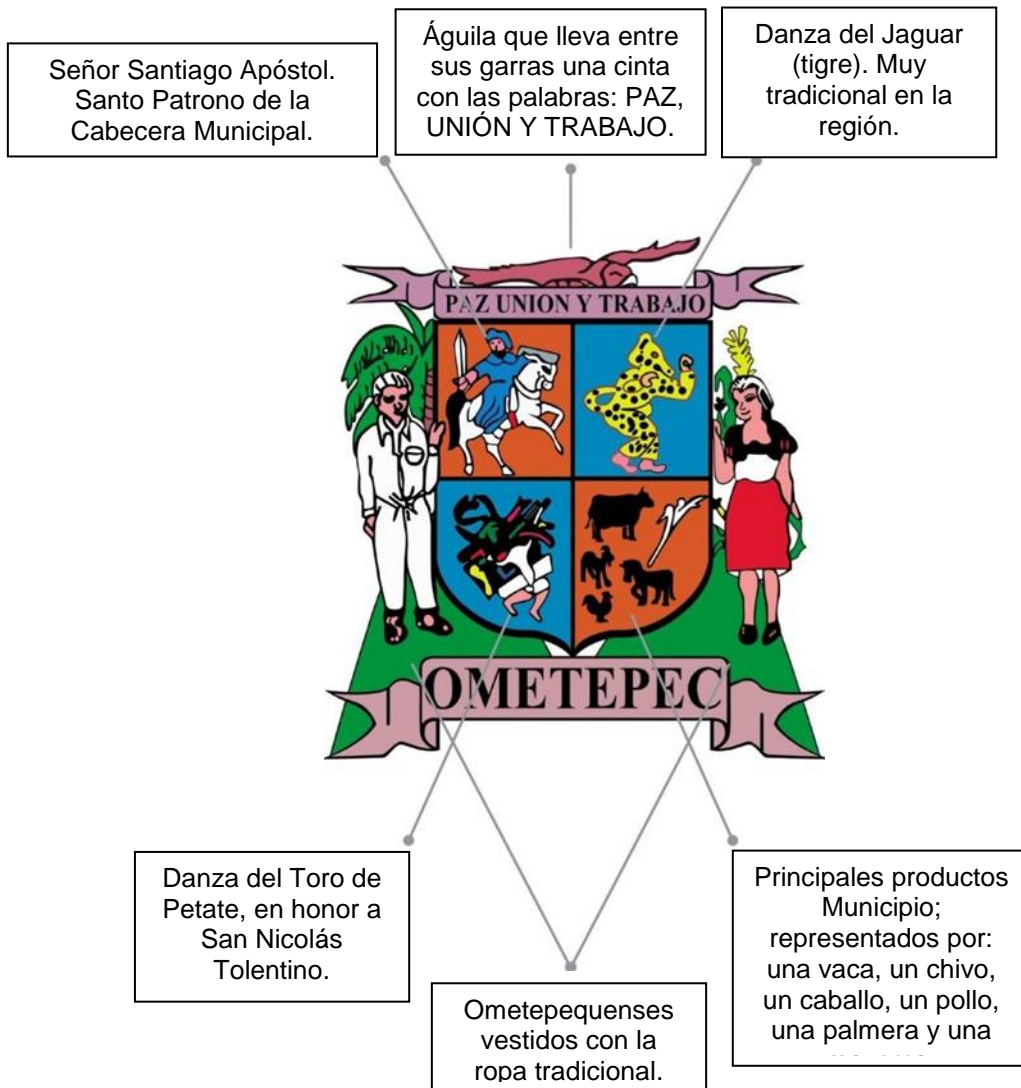 Señor Santiago Apóstol.
Santo Patrono de la
Cabecera Municipal.
Águila que lleva entre
sus garras una cinta
con las palabras: PAZ,
UNIÓN Y TRABAJO.
Danza del Jaguar
(tigre). Muy
tradicional en la
región.
PAZ UNION Y TRABAJO
OMETEPEC
Danza del Toro de
Petate, en honor a
San Nicolás
Tolentino.
Ometepequenses
vestidos con la
ropa tradicional.
Principales productos
Municipio;
representados por:
una vaca, un chivo,
un caballo, un pollo,
una palmera y una